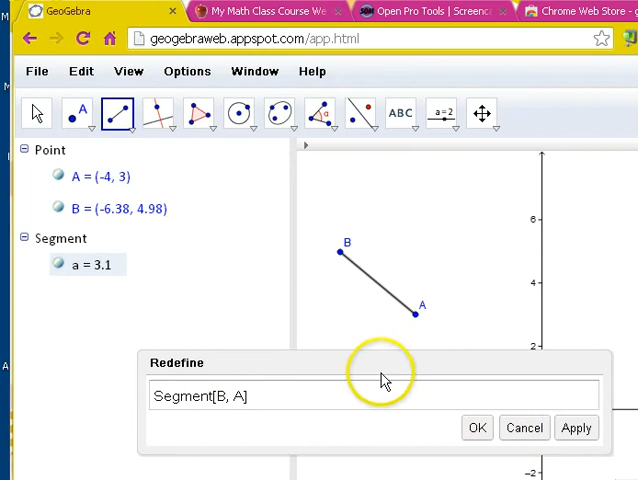 GeoGebra
My Math Class Course We
Open Pro Tools | Screenc
Chrome Web Store
geogebraweb.appspot.com/app.html
File Edit View Options Window Help
A α ABC a=2
Point
A = (-4, 3)
B = (-6.38, 4.98)
Segment
a = 3.1
6
B
4
A
2
Redefine
Segment[B, A]
OK Cancel Apply
-2